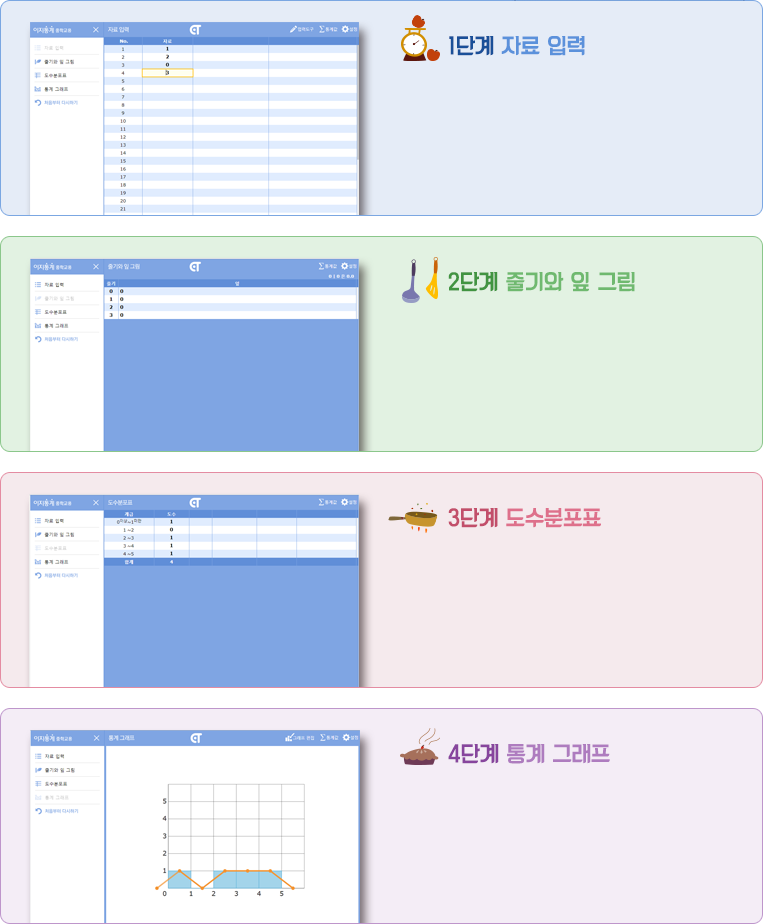 이지통계 중학교용
자료 입력
통계값
설정
No.
자료
1
1
2
2
3
0
4
3
5
6
7
8
9
10
11
12
13
14
15
16
17
18
19
20
21
자료 입력
줄기와 잎 그림
도수분포표
통계 그래프
처음부터 다시하기
1단계 자료 입력
이지통계 중학교용
줄기와 잎 그림
통계값
설정
줄기
잎
0 0
1 0
2 0
3 0
자료 입력
줄기와 잎 그림
도수분포표
통계 그래프
처음부터 다시하기
2단계 줄기와 잎 그림
이지통계 중학교용
도수분포표
통계값
설정
계급
도수
0이상~1미만
1
1 ~2
0
2 ~3
1
3 ~4
1
4 ~5
1
합계
4
자료 입력
줄기와 잎 그림
도수분포표
통계 그래프
처음부터 다시하기
3단계 도수분포표
이지통계 중학교용
통계 그래프
통계값
설정
자료 입력
줄기와 잎 그림
도수분포표
통계 그래프
처음부터 다시하기
5
4
3
2
1
0 1 2 3 4 5
4단계 통계 그래프